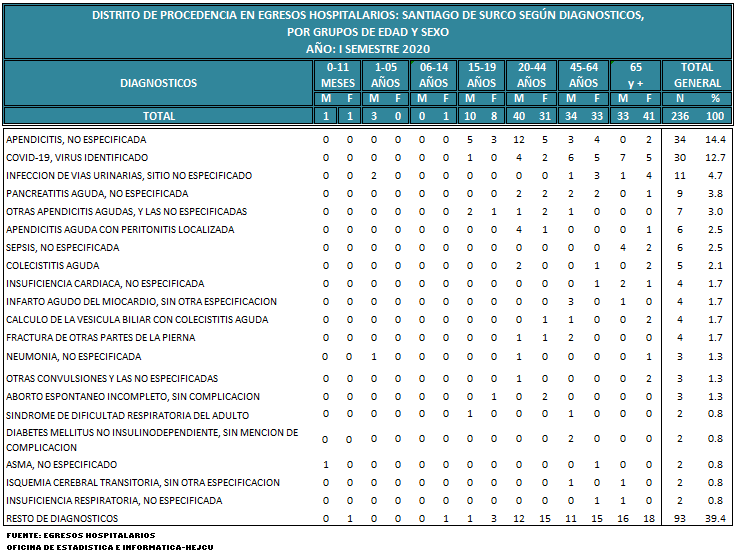 DISTRITO DE PROCEDENCIA EN EGRESOS HOSPITALARIOS: SANTIAGO DE SURCO SEGÚN DIAGNOSTICOS,
POR GRUPOS DE EDAD Y SEXO
AÑO: I SEMESTRE 2020
DIAGNOSTICOS 0-11 MESES 1-05 AÑOS 06-14 AÑOS 15-19 AÑOS 20-44 AÑOS 45-64 AÑOS 65 y + TOTAL GENERAL
M F M F M F M F M F M F M F N %
TOTAL 1 1 3 0 0 1 10 8 40 31 34 33 33 41 236 100
APENDICITIS, NO ESPECIFICADA 0 0 0 0 0 0 5 3 12 5 3 4 0 2 34 14.4
COVID-19, VIRUS IDENTIFICADO 0 0 0 0 0 0 1 0 4 2 6 5 7 5 30 12.7
INFECCION DE VIAS URINARIAS, SITIO NO ESPECIFICADO 0 0 2 0 0 0 0 0 0 0 1 3 1 4 11 4.7
PANCREATITIS AGUDA, NO ESPECIFICADA 0 0 0 0 0 0 0 0 2 2 2 2 0 1 9 3.8
OTRAS APENDICITIS AGUDAS, Y LAS NO ESPECIFICADAS 0 0 0 0 0 0 2 1 1 2 1 0 0 0 7 3.0
APENDICITIS AGUDA CON PERITONITIS LOCALIZADA 0 0 0 0 0 0 0 0 4 1 0 0 0 1 6 2.5
SEPSIS, NO ESPECIFICADA 0 0 0 0 0 0 0 0 0 0 0 0 4 2 6 2.5
COLECISTITIS AGUDA 0 0 0 0 0 0 0 0 2 0 0 1 0 2 5 2.1
INSUFICIENCIA CARDIACA, NO ESPECIFICADA 0 0 0 0 0 0 0 0 0 0 0 1 2 1 4 1.7
INFARTO AGUDO DEL MIOCARDIO, SIN OTRA ESPECIFICACION 0 0 0 0 0 0 0 0 0 0 3 0 1 0 4 1.7
CALCULO DE LA VESICULA BILIAR CON COLECISTITIS AGUDA 0 0 0 0 0 0 0 0 0 1 1 0 0 2 4 1.7
FRACTURA DE OTRAS PARTES DE LA PIERNA 0 0 0 0 0 0 0 0 1 1 2 0 0 0 4 1.7
NEUMONIA, NO ESPECIFICADA 0 0 1 0 0 0 0 0 1 0 0 0 0 1 3 1.3
OTRAS CONVULSIONES Y LAS NO ESPECIFICADAS 0 0 0 0 0 0 0 0 1 0 0 0 0 2 3 1.3
ABORTO ESPONTANEO INCOMPLETO, SIN COMPLICACION 0 0 0 0 0 0 0 1 0 2 0 0 0 0 3 1.3
SINDROME DE DIFICULTAD RESPIRATORIA DEL ADULTO 0 0 0 0 0 0 1 0 0 0 1 0 0 0 2 0.8
DIABETES MELLITUS NO INSULINODEPENDIENTE, SIN MENCION DE
COMPLICACION 0 0 0 0 0 0 0 0 0 0 2 0 0 0 2 0.8
ASMA, NO ESPECIFICADO 1 0 0 0 0 0 0 0 0 0 0 1 0 0 2 0.8
ISQUEMIA CEREBRAL TRANSITORIA, SIN OTRA ESPECIFICACION 0 0 0 0 0 0 0 0 0 0 1 0 1 0 2 0.8
INSUFICIENCIA RESPIRATORIA, NO ESPECIFICADA 0 0 0 0 0 0 0 0 0 0 0 1 1 0 2 0.8
RESTO DE DIAGNOSTICOS 0 1 0 0 0 1 1 3 12 15 11 15 16 18 93 39.4
FUENTE: EGRESOS HOSPITALARIOS
OFICINA DE ESTADISTICA E INFORMATICA-HEJCU